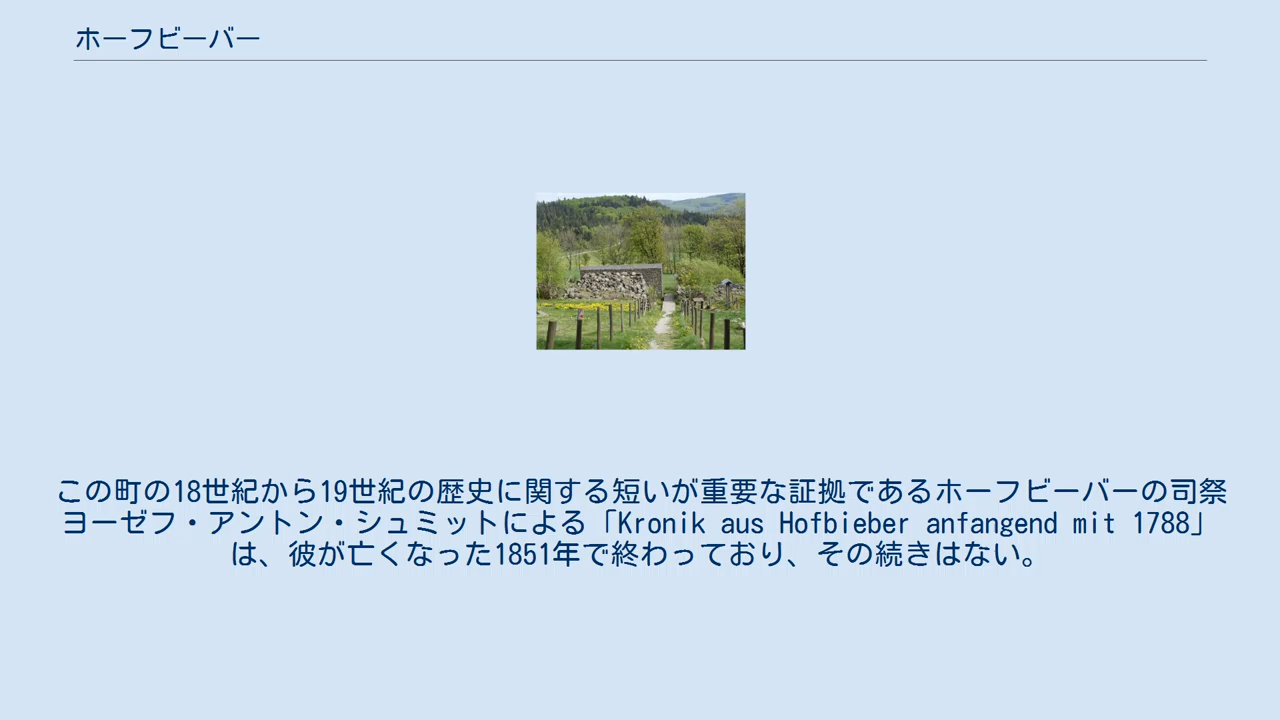 ホーフビーバー
この町の18世紀から19世紀の歴史に関する短いが重要な証拠であるホーフビーバーの司祭
ヨーゼフ・アントン・シュミットによる「Kronik aus Hofbieber anfangend mit 1788」
は、彼が亡くなった1851年で終わっており、その続きはない。